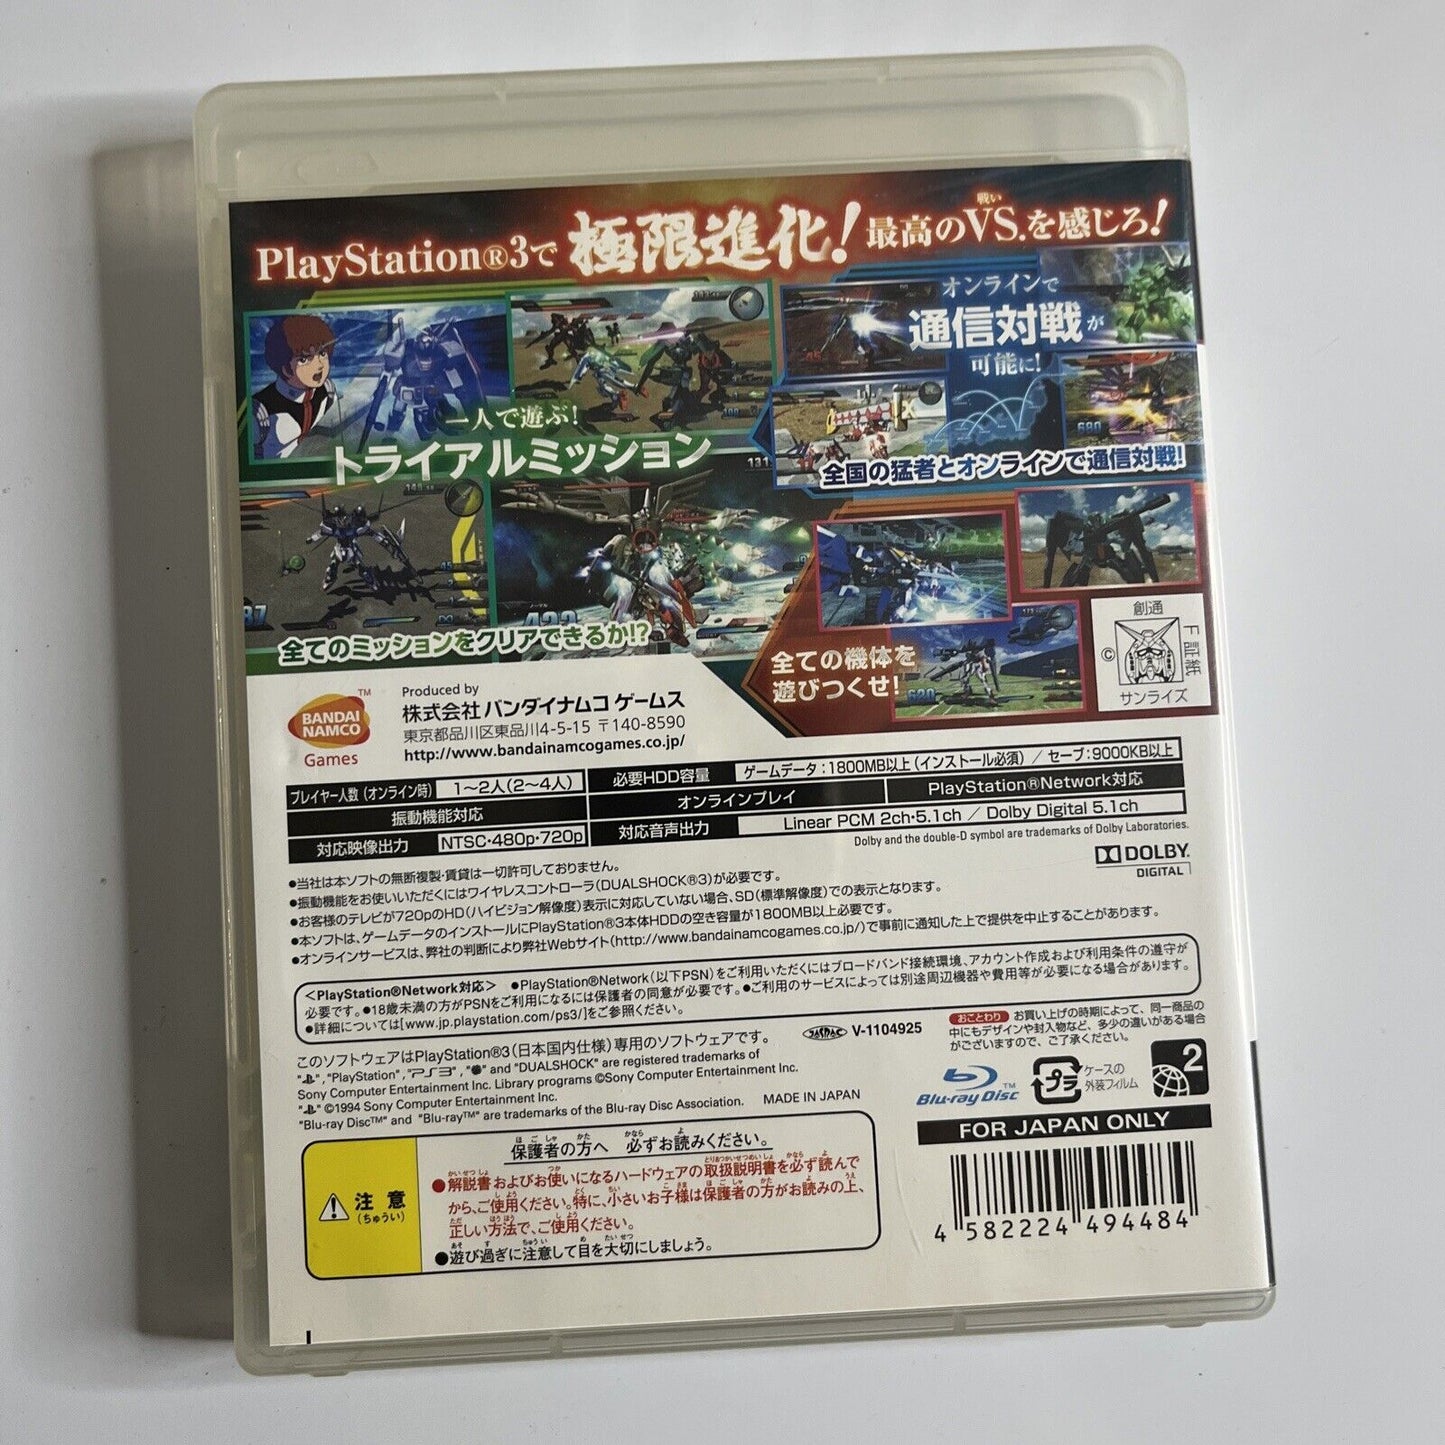 PlayStation®3で 極限進化! 最高のVS.を感じろ!
戦い
オンラインで
通信対戦が
可能に!
一人で遊ぶ!
トライアルミッション
全国の猛者とオンラインで通信対戦!
全てのミッションをクリアできるか!?
全ての機体を
遊びつくせ!
創通
©
F証紙
サンライズ
BANDAI NAMCO Games TM
Produced by
株式会社 バンダイナムコ ゲームス
東京都品川区東品川4-5-15 〒140-8590
http://www.bandainamcogames.co.jp/
プレイヤー人数 (オンライン時) 1〜2人(2〜4人) 必要HDD容量 ゲームデータ:1800MB以上(インストール必須) / セーブ:9000KB以上
振動機能対応 オンラインプレイ PlayStation®Network対応
対応映像出力 NTSC・480p・720p 対応音声出力 Linear PCM 2ch・5.1ch / Dolby Digital 5.1ch
Dolby and the double-D symbol are trademarks of Dolby Laboratories.
DOLBY.
DIGITAL
●当社は本ソフトの無断複製・賃貸は一切許可しておりません。
●振動機能をお使いいただくにはワイヤレスコントローラ(DUALSHOCK®3)が必要です。
●お客様のテレビが720pのHD(ハイビジョン解像度)表示に対応していない場合、SD(標準解像度)での表示となります。
●本ソフトは、ゲームデータのインストールにPlayStation®3本体HDDの空き容量が1800MB以上必要です。
●オンラインサービスは、弊社の判断により弊社Webサイト(http://www.bandainamcogames.co.jp/)で事前に通知した上で提供を中止することがあります。
<PlayStation®Network対応> ●PlayStation®Network(以下PSN)をご利用いただくにはブロードバンド接続環境、アカウント作成および利用条件の遵守が
必要です。●18歳未満の方がPSNをご利用になるには保護者の同意が必要です。●ご利用のサービスによっては別途周辺機器や費用等が必要になる場合があります。
●詳細については[www.jp.playstation.com/ps3/]をご参照ください。
このソフトウェアはPlayStation®3(日本国内仕様)専用のソフトウェアです。
V-1104925
おことわり お買い上げの時期によって、同一商品の
中にもデザインや封入物など、多少の違いがある場合
がございますので、ご了承ください。
" ", "PlayStation", "PS3", " " and "DUALSHOCK" are registered trademarks of
Sony Computer Entertainment Inc. Library programs ©Sony Computer Entertainment Inc.
" " ©1994 Sony Computer Entertainment Inc.
"Blu-ray Disc™" and "Blu-ray™" are trademarks of the Blu-ray Disc Association. MADE IN JAPAN
Blu-ray Disc™
プラ ケースの
外装フィルム
2
FOR JAPAN ONLY
4 582224 494484
注意
(ちゅうい)
保護者の方へ 必ずお読みください。
●解説書およびお使いになるハードウェアの取扱説明書を必ず読んで
から、ご使用ください。特に、小さいお子様は保護者の方がお読みの上、
正しい方法で、ご使用ください。
●遊び過ぎに注意して目を大切にしましょう。